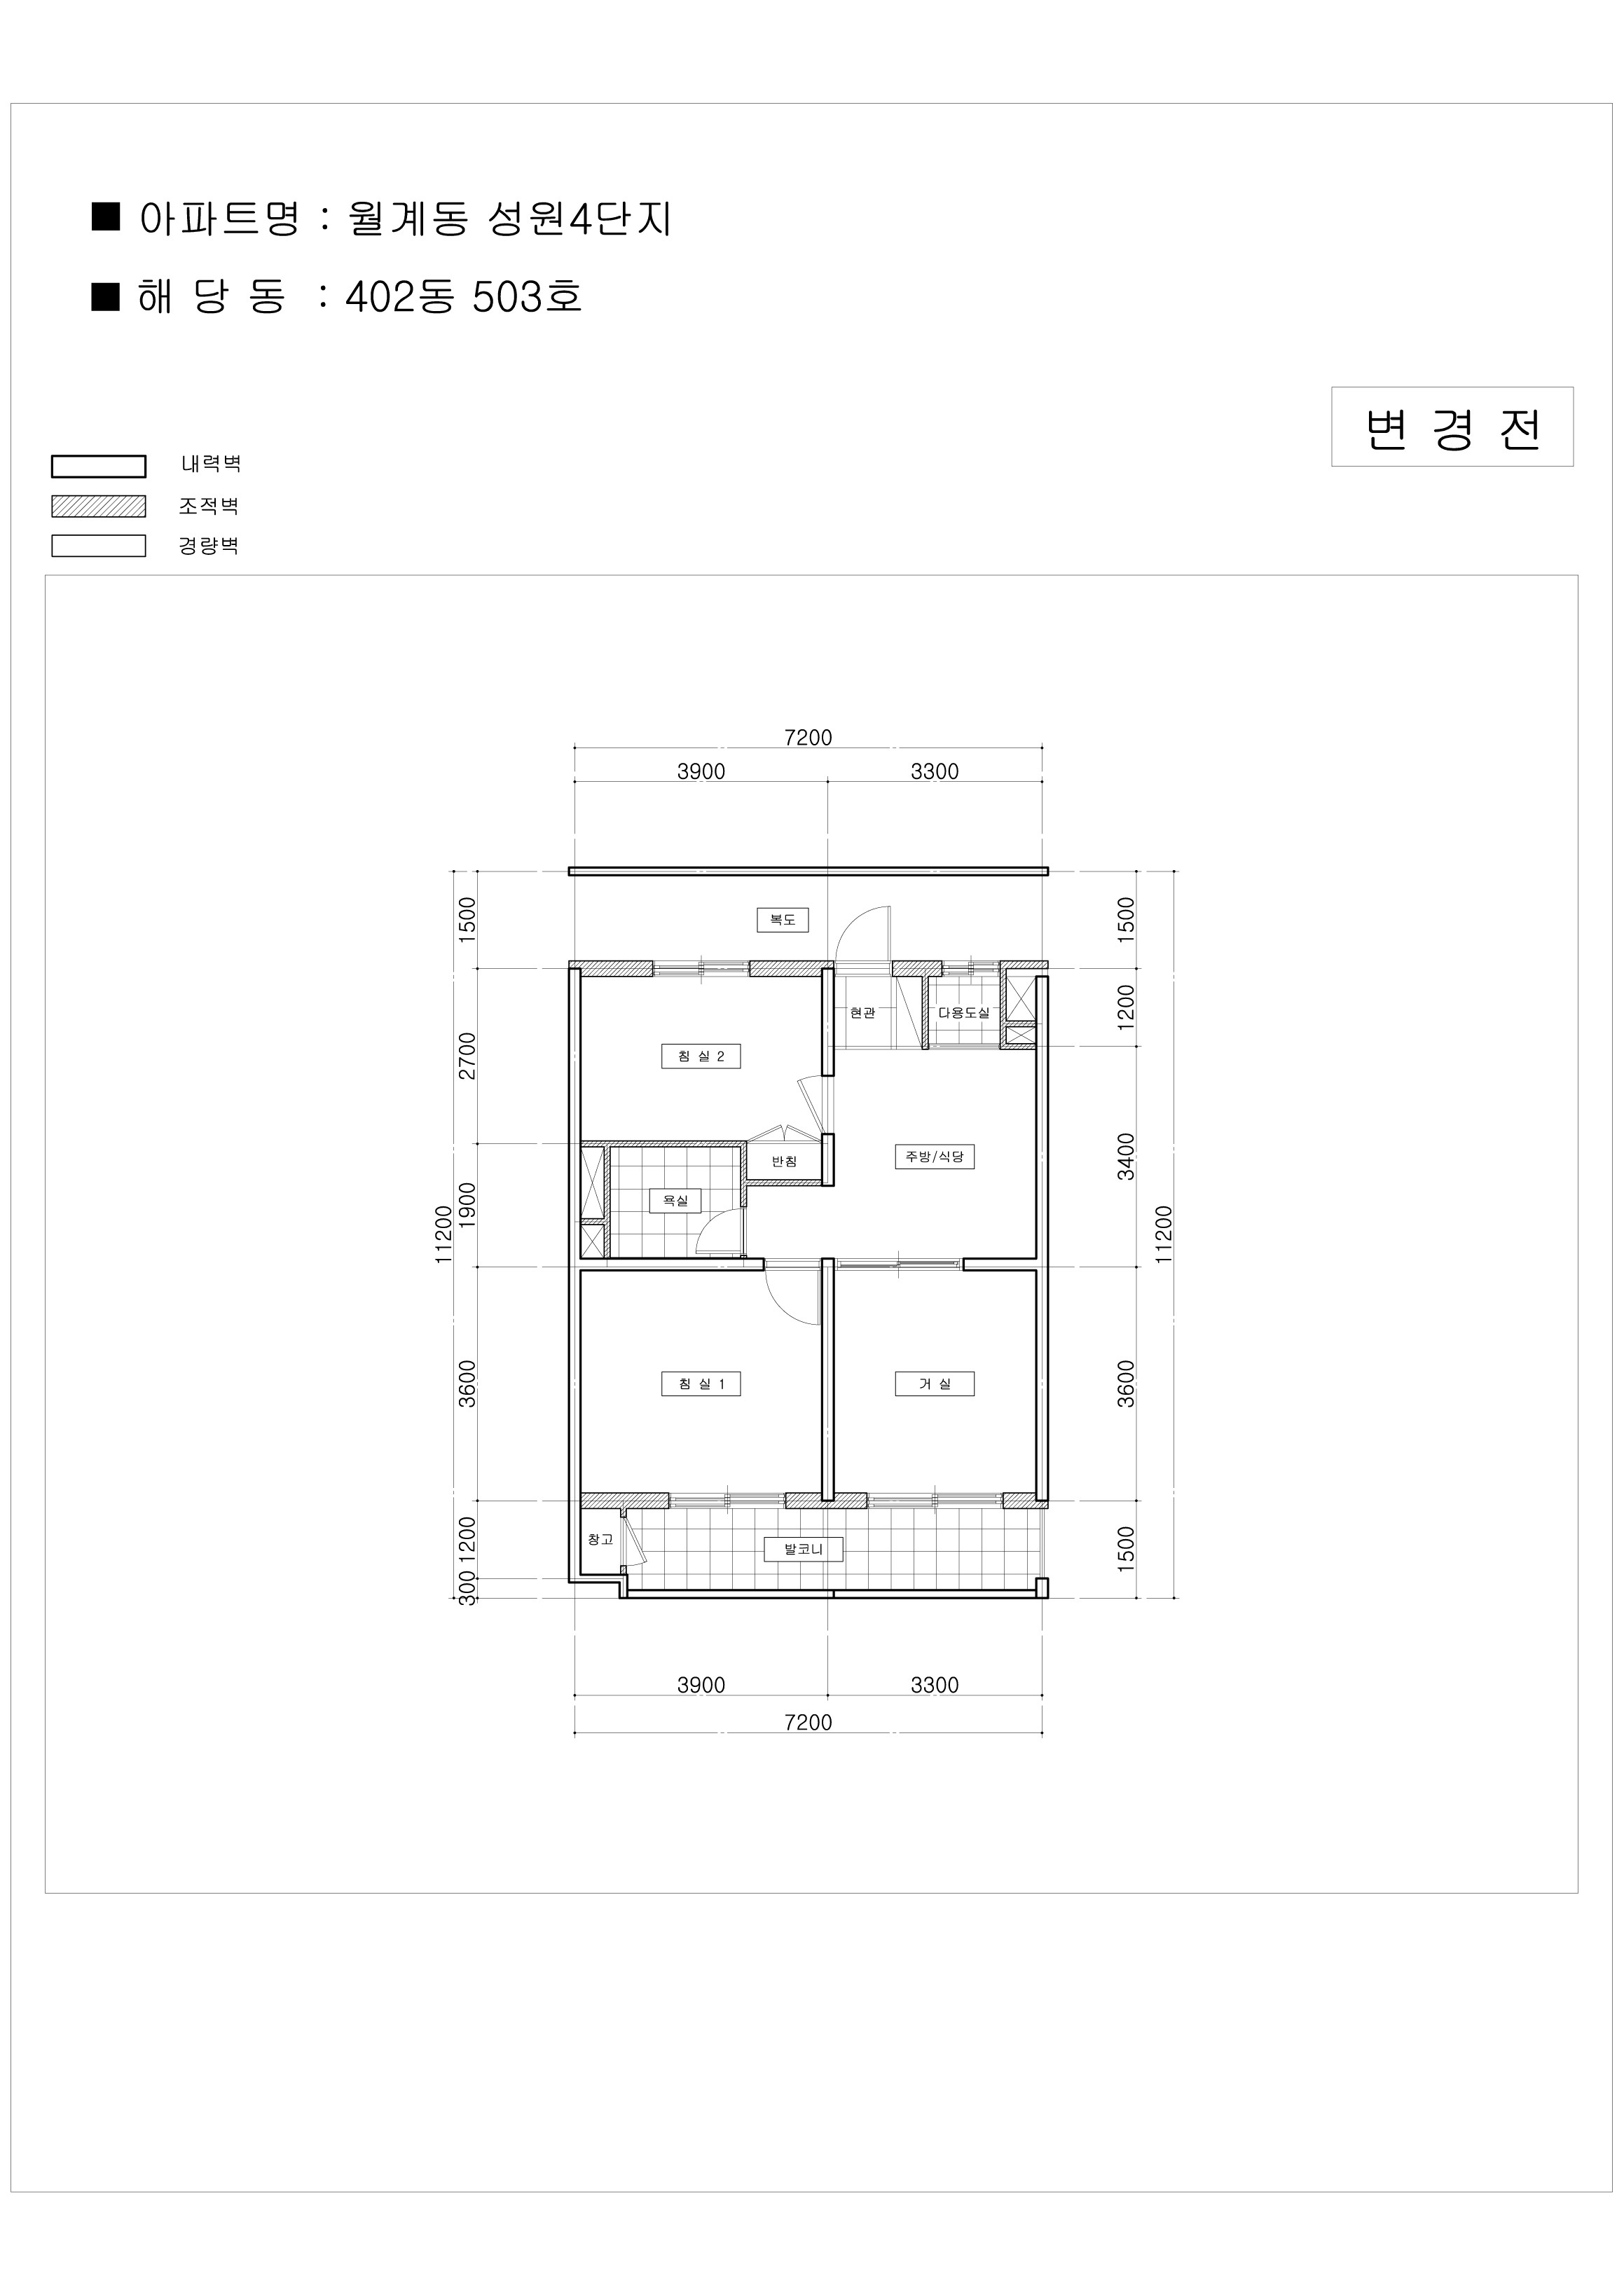 ■ 아파트명 : 월계동 성원4단지
■ 해 당 동 : 402동 503호
변 경 전
내력벽
조적벽
경량벽
7200
3900 3300
1500
2700
1900
3600
1200
300
11200
복도
현관
다용도실
침 실 2
반침
주방/식당
욕실
침 실 1
거 실
창고
발코니
1500
1200
3400
3600
1500
11200
3900 3300
7200